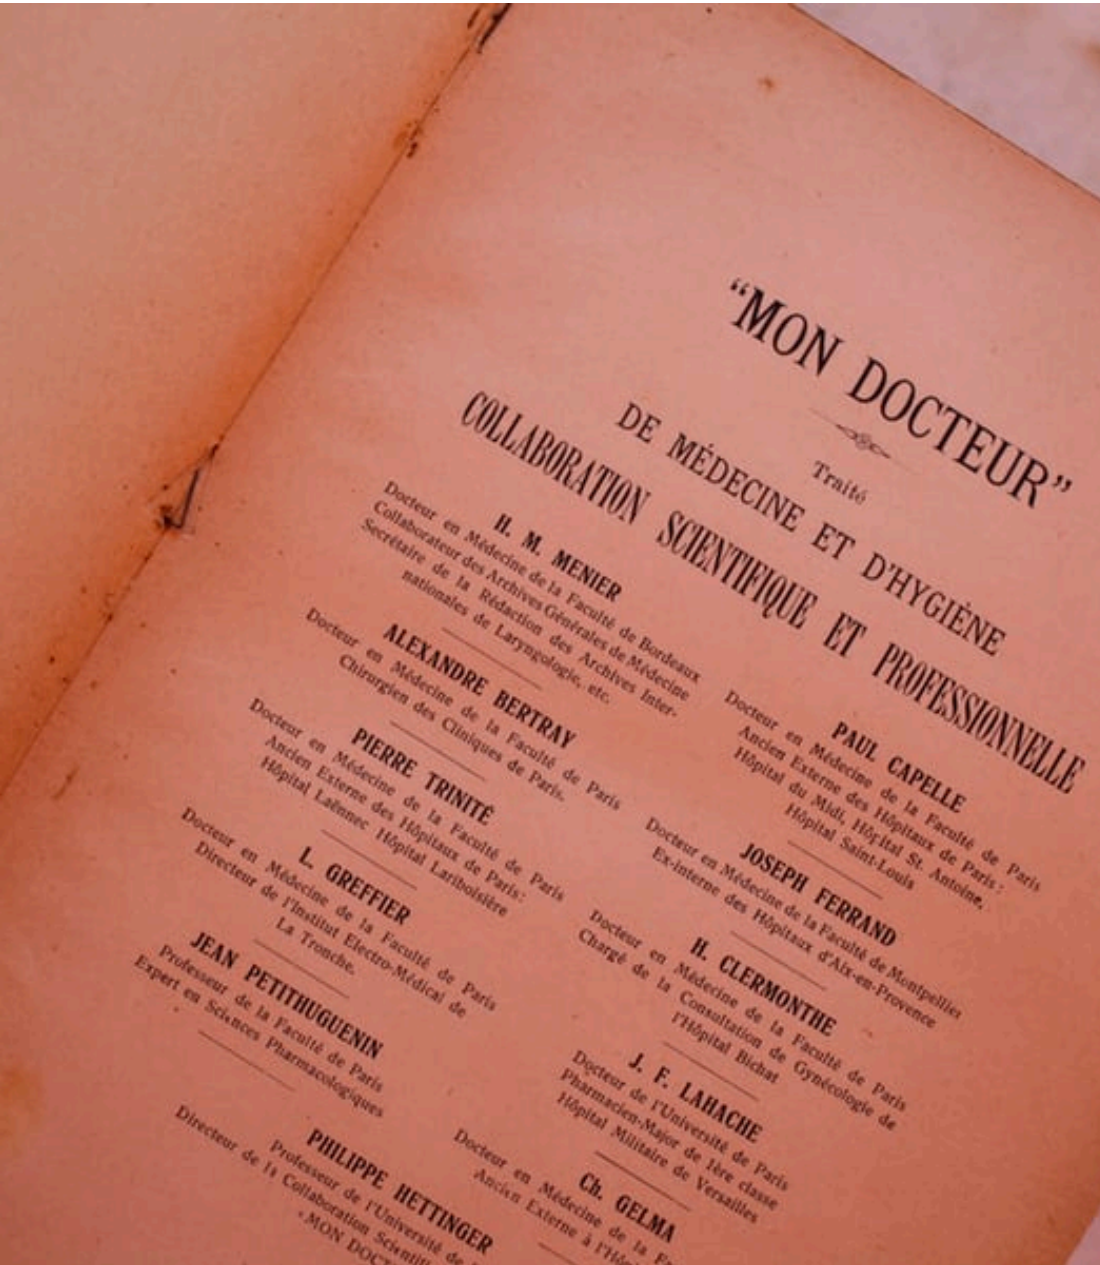 "MON DOCTEUR"
Traité
DE MÉDECINE ET D'HYGIÈNE
COLLABORATION SCIENTIFIQUE ET PROFESSIONNELLE
H. M. MENIER
Docteur en Médecine de la Faculté de Bordeaux
Collaborateur des Archives Générales de Médecine
Secrétaire de la Rédaction des Archives Inter-
nationales de Laryngologie, etc.
ALEXANDRE BERTRAY
Docteur en Médecine de la Faculté de Paris
Chirurgien des Cliniques de Paris.
PIERRE TRINITÉ
Docteur en Médecine de la Faculté de Paris
Ancien Externe des Hôpitaux de Paris:
Hôpital Laënnec Hôpital Lariboisière
L. GREFFIER
Docteur en Médecine de la Faculté de Paris
Directeur de l'Institut Electro-Médical de
La Tronche.
JEAN PETITHUGUENIN
Professeur de la Faculté de Paris
Expert en Sciences Pharmacologiques
PHILIPPE HETTINGER
Professeur de l'Université de
Directeur de la Collaboration
MON
PAUL CAPELLE
Docteur en Médecine de la Faculté de Paris
Ancien Externe des Hôpitaux de Paris:
Hôpital du Midi, Hôpital St. Antoine,
Hôpital Saint-Louis
JOSEPH FERRAND
Docteur en Médecine de la Faculté de Montpellier
Ex-interne des Hôpitaux d'Aix-en-Provence
H. CLERMONTHE
Docteur en Médecine de la Faculté de Paris
Chargé de la Consultation de Gynécologie de
l'Hôpital Bichat
J. F. LAHACHE
Docteur de l'Université de Paris
Pharmacien-Major de 1ère classe
Hôpital Militaire de Versailles
Ch. GELMA
Docteur en Médecine de la
Ancien Externe à